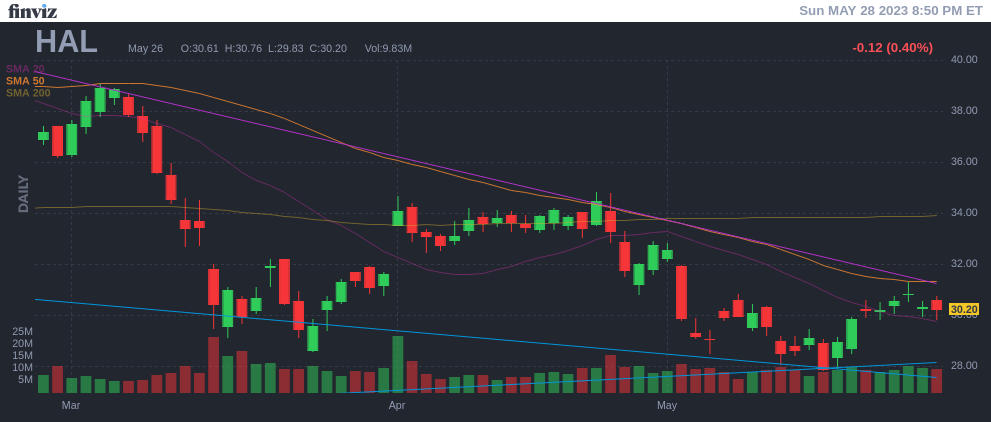 finviz
Sun MAY 28 2023 8:50 PM ET
HAL
May 26 O:30.61 H:30.76 L:29.83 C:30.20 Vol:9.83M
-0.12 (0.40%)
SMA 20
SMA 50
SMA 200
DAILY
40.00
38.00
36.00
34.00
32.00
30.20
30.00
28.00
25M
20M
15M
10M
5M
Mar Apr May